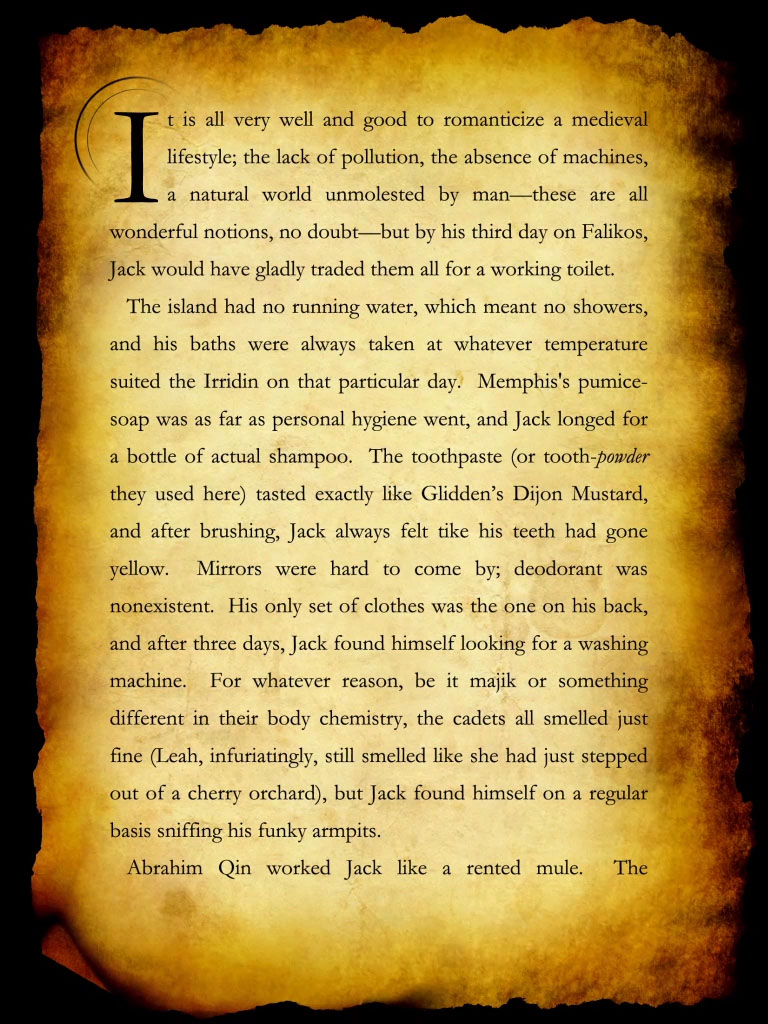 It is all very well and good to romanticize a medieval
lifestyle; the lack of pollution, the absence of machines,
a natural world unmolested by man—these are all
wonderful notions, no doubt—but by his third day on Falikos,
Jack would have gladly traded them all for a working toilet.
The island had no running water, which meant no showers,
and his baths were always taken at whatever temperature
suited the Irridin on that particular day. Memphis's pumice-
soap was as far as personal hygiene went, and Jack longed for
a bottle of actual shampoo. The toothpaste (or tooth-powder
they used here) tasted exactly like Glidden’s Dijon Mustard,
and after brushing, Jack always felt tike his teeth had gone
yellow. Mirrors were hard to come by; deodorant was
nonexistent. His only set of clothes was the one on his back,
and after three days, Jack found himself looking for a washing
machine. For whatever reason, be it majik or something
different in their body chemistry, the cadets all smelled just
fine (Leah, infuriatingly, still smelled like she had just stepped
out of a cherry orchard), but Jack found himself on a regular
basis sniffing his funky armpits.
Abrahim Qin worked Jack like a rented mule. The